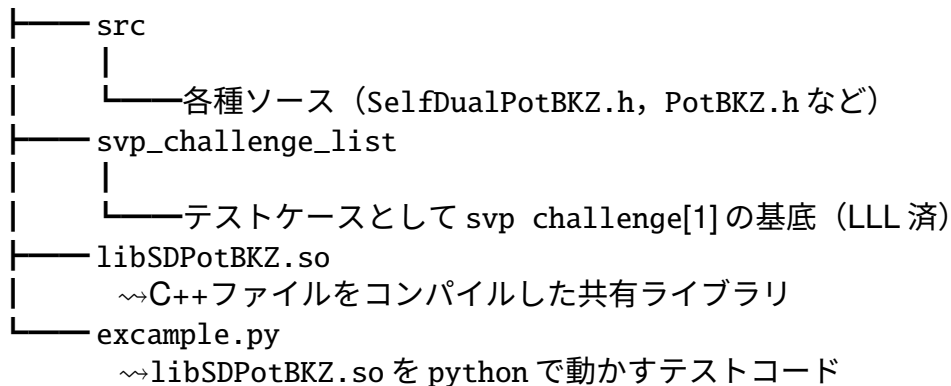 src
各種ソース（SelfDualPotBKZ.h，PotBKZ.h など）
svp_challenge_list
テストケースとして svp challenge[1] の基底（LLL 済）
libSDPotBKZ.so
⇝C++ファイルをコンパイルした共有ライブラリ
excample.py
⇝libSDPotBKZ.so を python で動かすテストコード